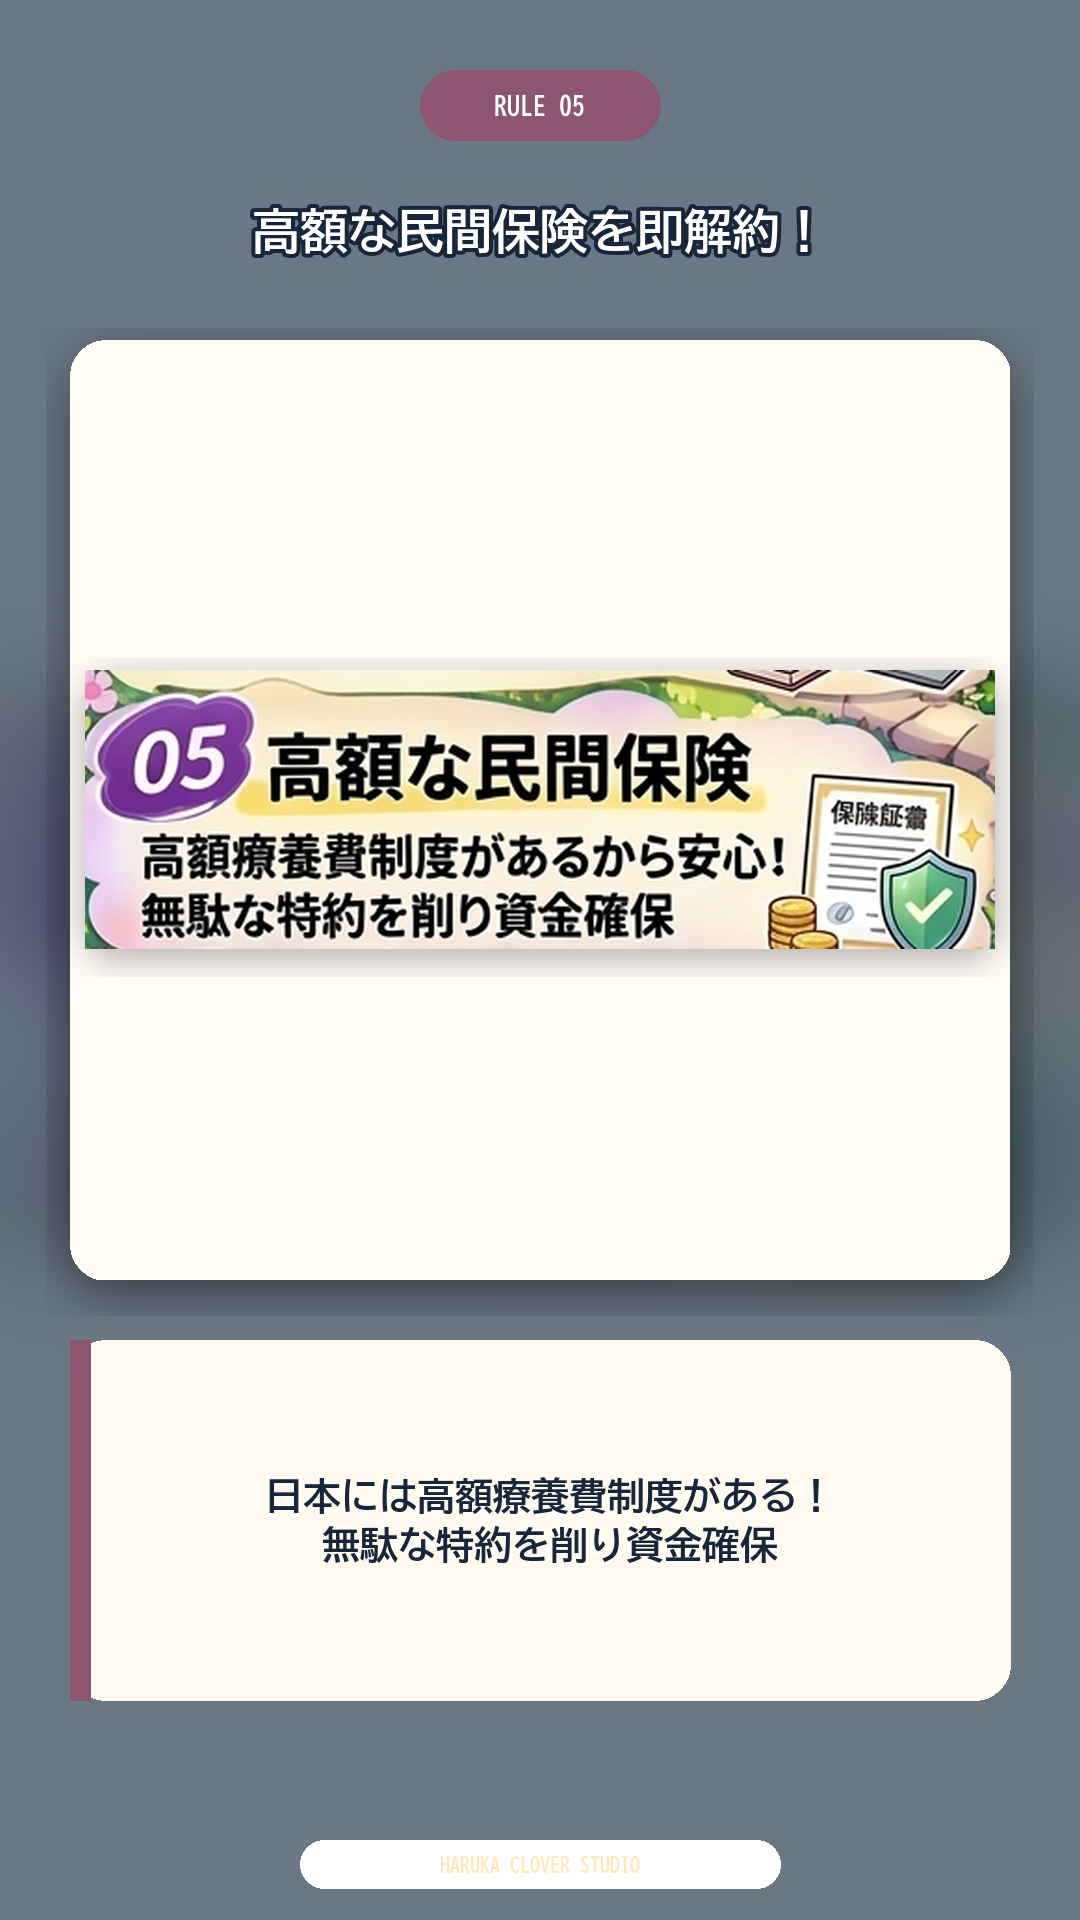 RULE 05
高額な民間保険を即解約！
05 高額な民間保険
高額療養費制度があるから安心！
無駄な特約を削り資金確保
日本には高額療養費制度がある！
無駄な特約を削り資金確保
HARUKA CLOVER STUDIO